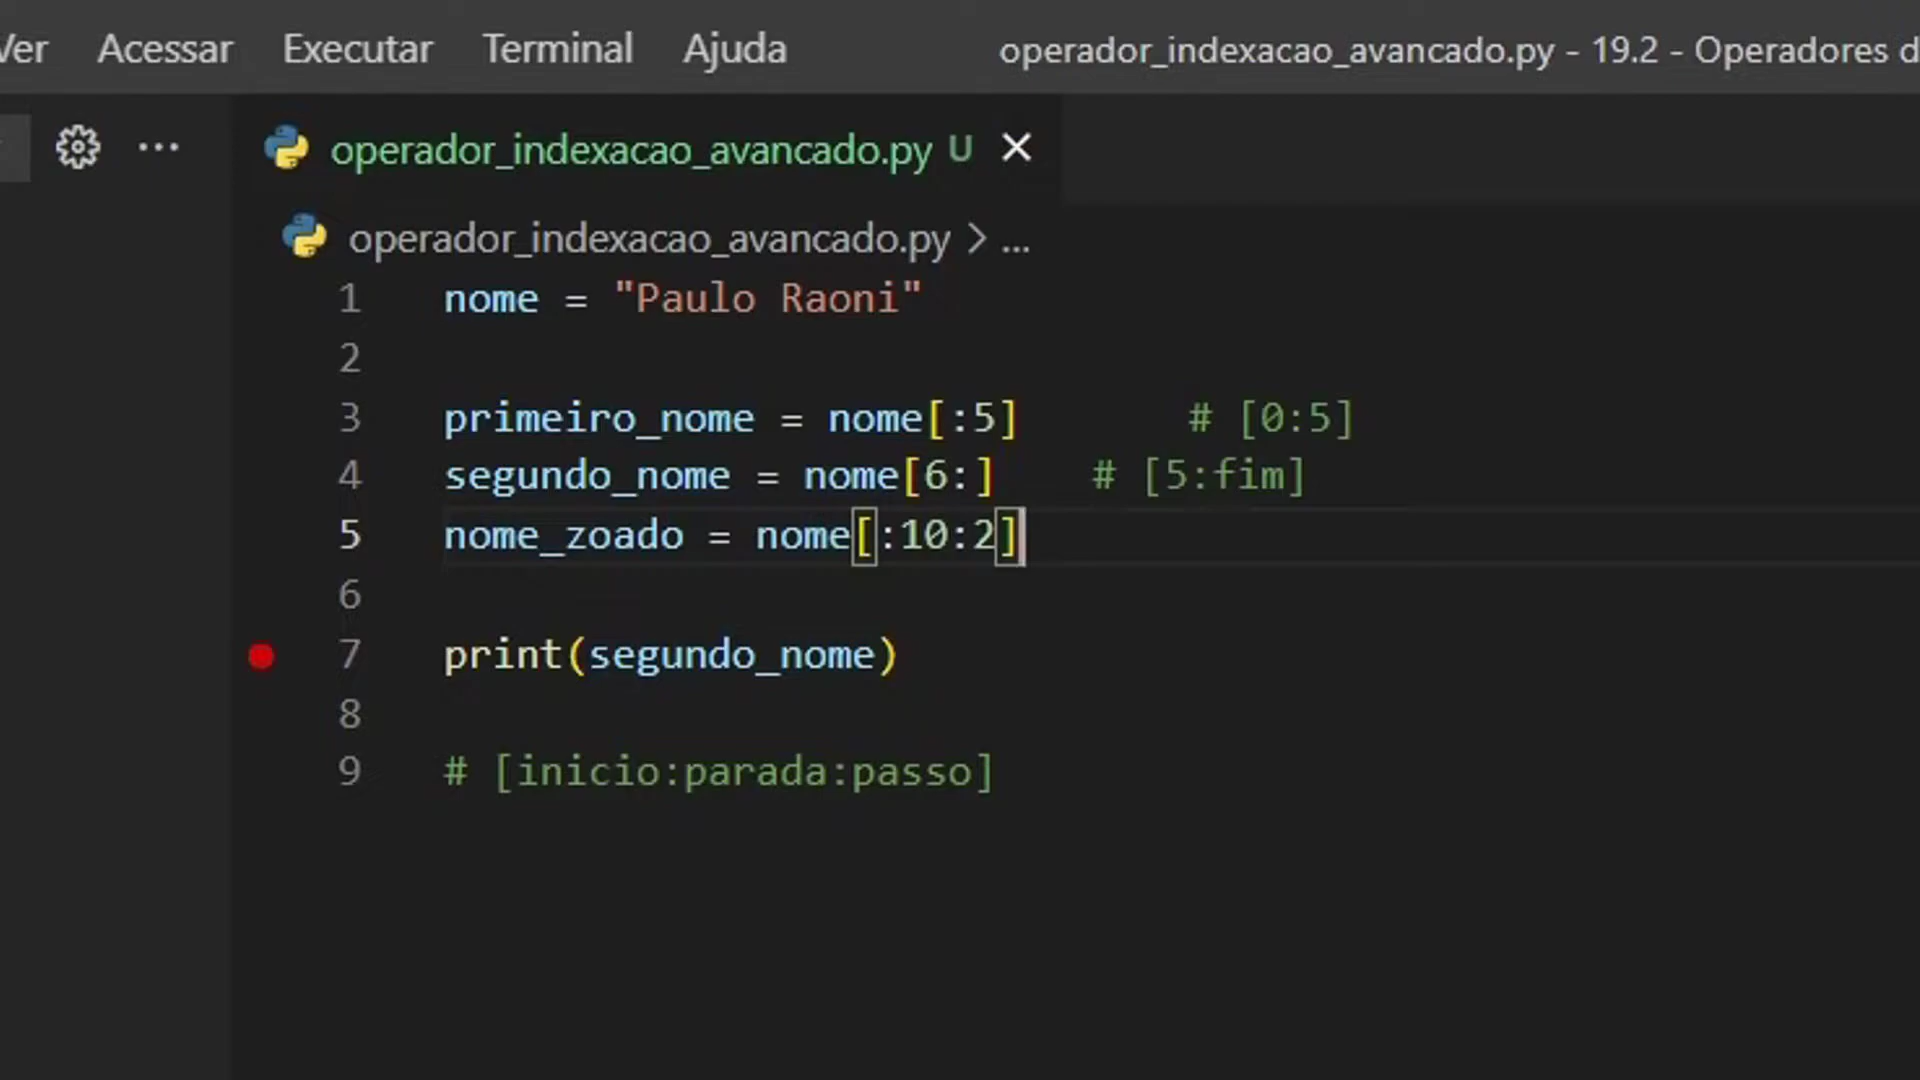 Ver Acessar Executar Terminal Ajuda operador_indexacao_avancado.py - 19.2 - Operadores d
operador_indexacao_avancado.py U
operador_indexacao_avancado.py > ...
1 nome = "Paulo Raoni"
2
3 primeiro_nome = nome[:5] # [0:5]
4 segundo_nome = nome[6:] # [5:fim]
5 nome_zoado = nome[:10:2]
6
7 print(segundo_nome)
8
9 # [inicio:parada:passo]